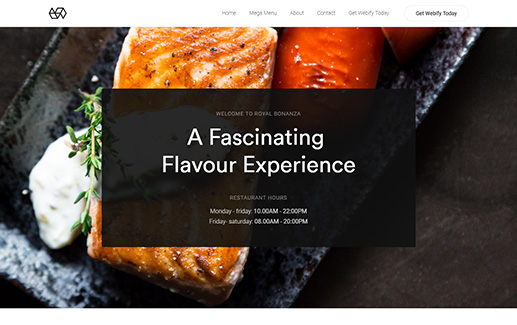 Home Mega Menu About Contact Get Webify Today Get Webify Today
WELCOME TO ROYAL BONANZA
A Fascinating
Flavour Experience
RESTAURANT HOURS
Monday - friday: 10.00AM - 22:00PM
Friday- saturday: 08.00AM - 20:00PM